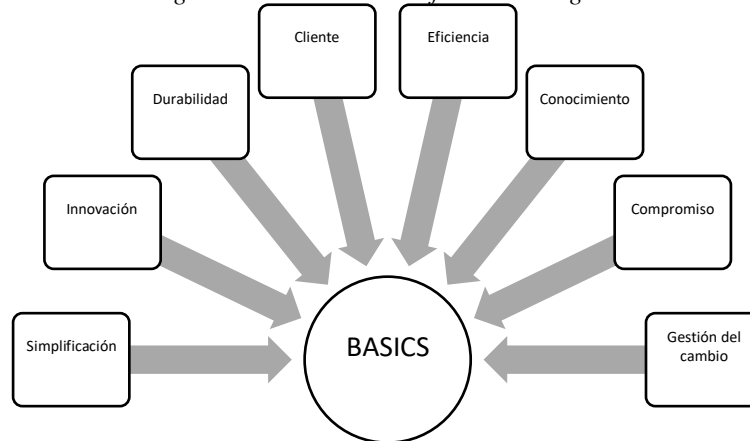 Cliente
Eficiencia
Durabilidad
Conocimiento
Innovación
Compromiso
Simplificación
BASICS
Gestión del
cambio